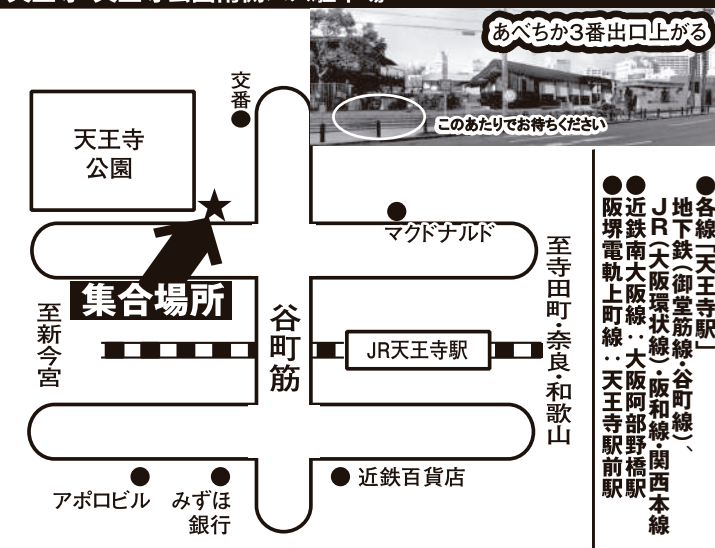 あべちか3番出口上がる
このあたりでお待ちください
交番
天王寺
公園
マクドナルド
集合場所
至新今宮
谷町筋
JR天王寺駅
至寺田町・奈良・和歌山
アポロビル
みずほ
銀行
近鉄百貨店
●各線「天王寺駅」
地下鉄(御堂筋線・谷町線)、
JR(大阪環状線)・阪和線・関西本線
●近鉄南大阪線:大阪阿部野橋駅
●阪堺電軌上町線:天王寺駅前駅